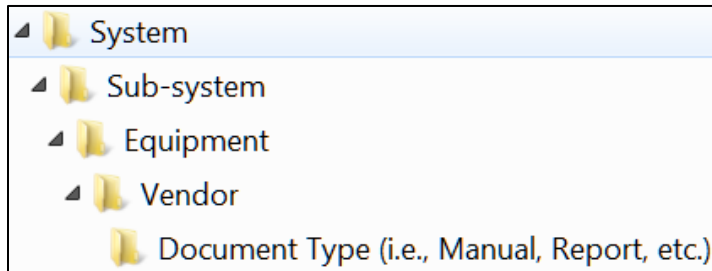 System
Sub-system
Equipment
Vendor
Document Type (i.e., Manual, Report, etc.)